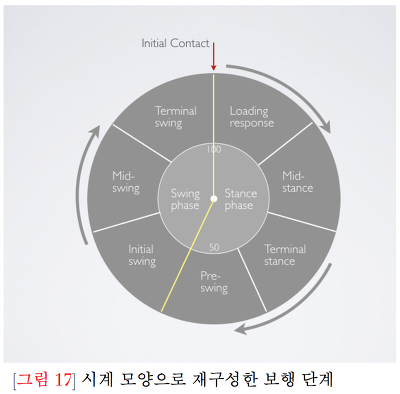 Initial Contact
Terminal
swing
Loading
response
100
Mid-
swing
Mid-
stance
Swing
phase
Stance
phase
50
Initial
swing
Terminal
stance
Pre-
swing
[그림 17] 시계 모양으로 재구성한 보행 단계